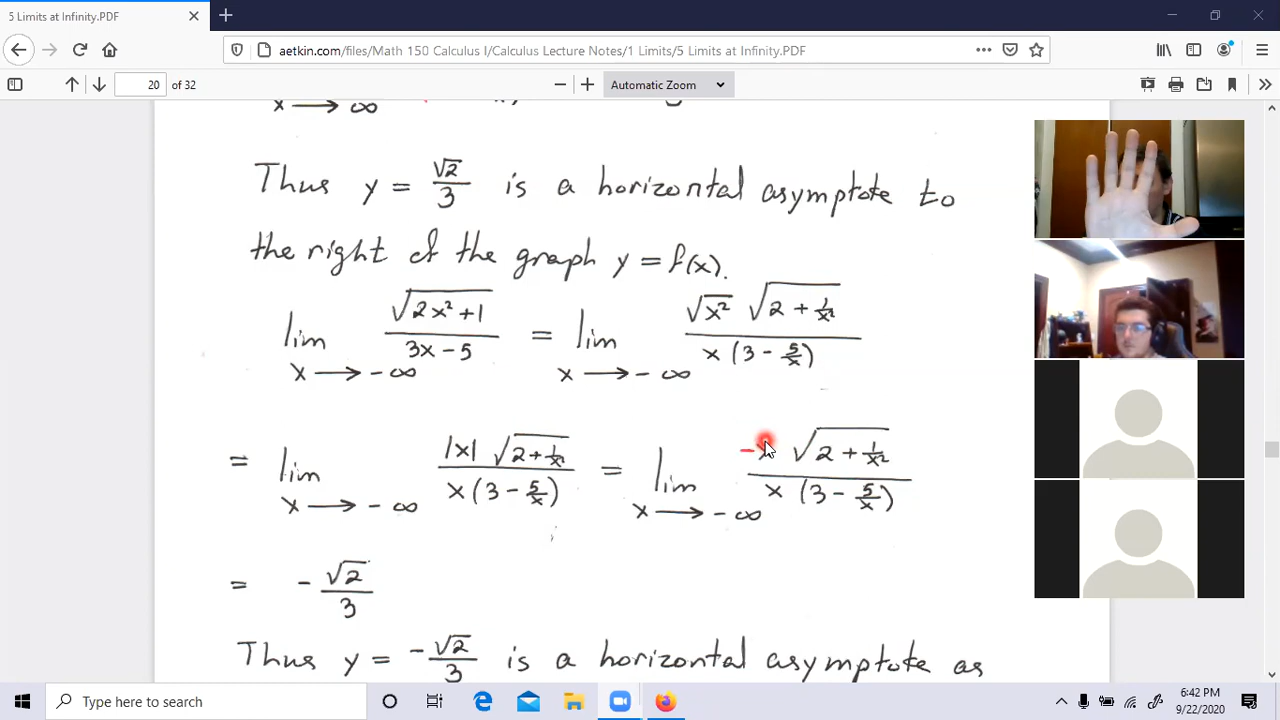 5 Limits at Infinity.PDF
aetkin.com/files/Math 150 Calculus I/Calculus Lecture Notes/1 Limits/5 Limits at Infinity.PDF
20 of 32
Automatic Zoom
x → ∞
Thus y = √2/3 is a horizontal asymptote to
the right of the graph y = f(x).
lim x → -∞ √(2x² + 1) / (3x - 5) = lim x → -∞ √x² √(2 + 1/x²) / x (3 - 5/x)
= lim x → -∞ |x| √(2 + 1/x²) / x (3 - 5/x) = lim x → -∞ -x √(2 + 1/x²) / x (3 - 5/x)
= - √2/3
Thus y = -√2/3 is a horizontal asymptote as
Type here to search
6:42 PM
9/22/2020